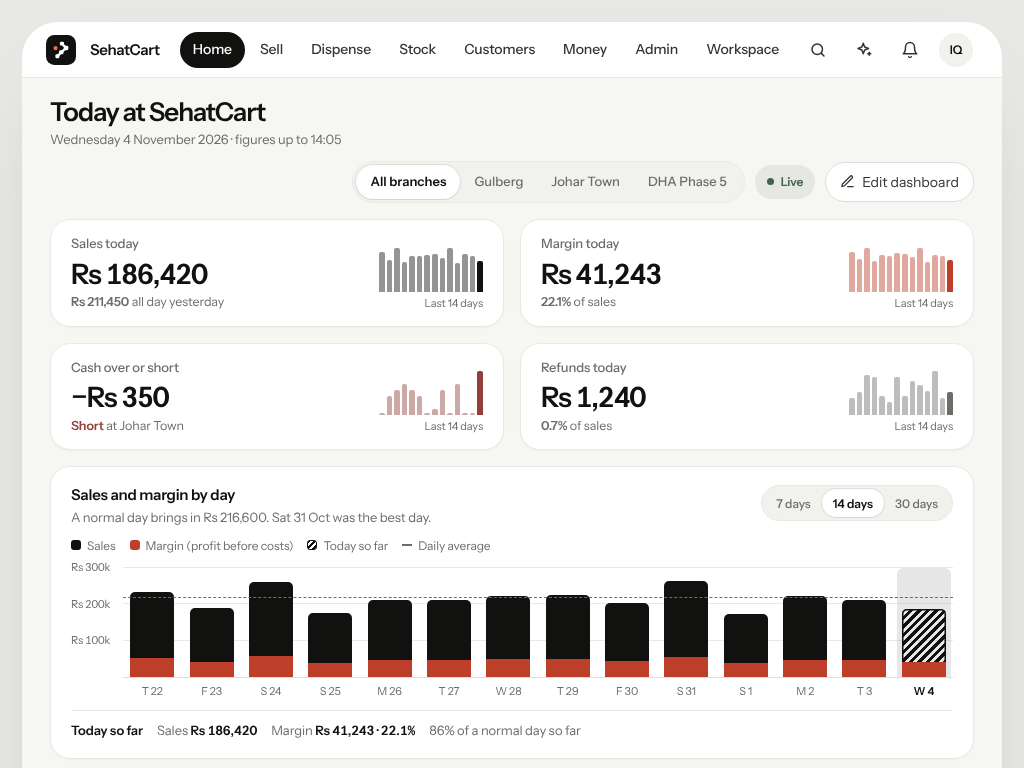 SehatCart Home Sell Dispense Stock Customers Money Admin Workspace IQ
Today at SehatCart
Wednesday 4 November 2026 · figures up to 14:05
All branches Gulberg Johar Town DHA Phase 5 Live Edit dashboard
Sales today
Rs 186,420
Rs 211,450 all day yesterday
Last 14 days
Margin today
Rs 41,243
22.1% of sales
Last 14 days
Cash over or short
−Rs 350
Short at Johar Town
Last 14 days
Refunds today
Rs 1,240
0.7% of sales
Last 14 days
Sales and margin by day
A normal day brings in Rs 216,600. Sat 31 Oct was the best day.
7 days 14 days 30 days
Sales Margin (profit before costs) Today so far Daily average
Rs 300k
Rs 200k
Rs 100k
T 22 F 23 S 24 S 25 M 26 T 27 W 28 T 29 F 30 S 31 S 1 M 2 T 3 W 4
Today so far Sales Rs 186,420 Margin Rs 41,243 · 22.1% 86% of a normal day so far